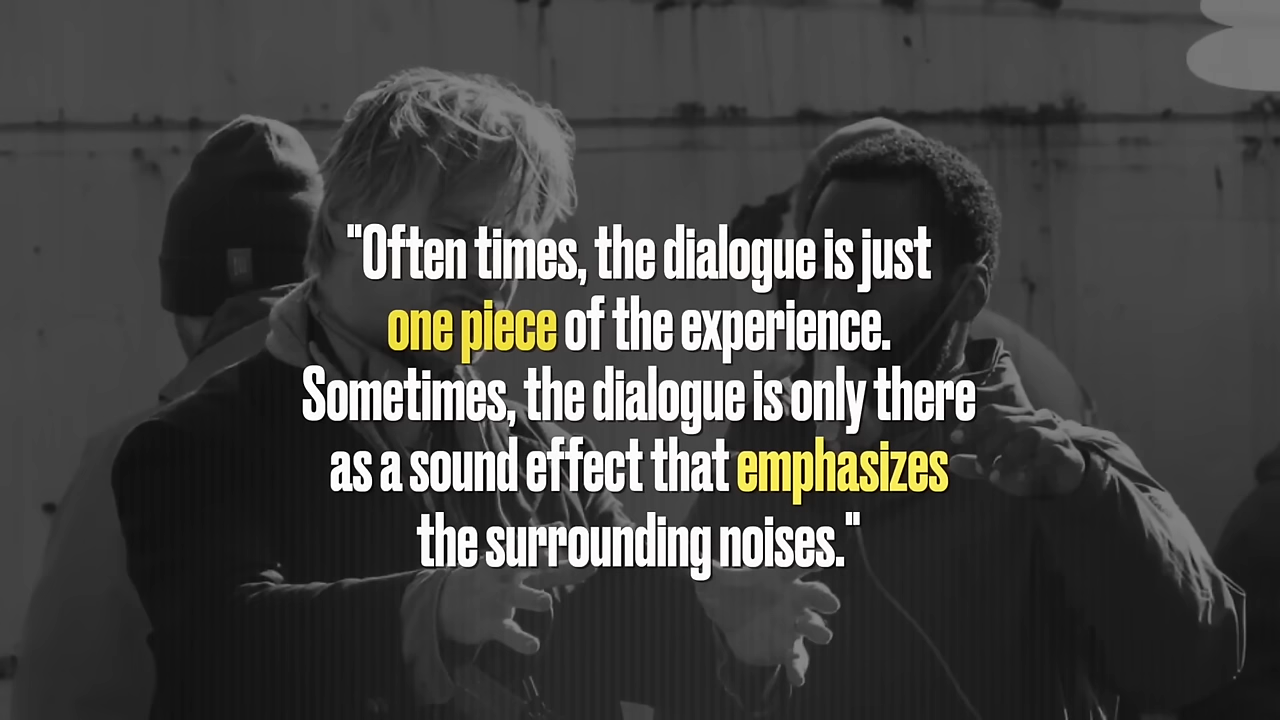 "Often times, the dialogue is just
one piece of the experience.
Sometimes, the dialogue is only there
as a sound effect that emphasizes
the surrounding noises."